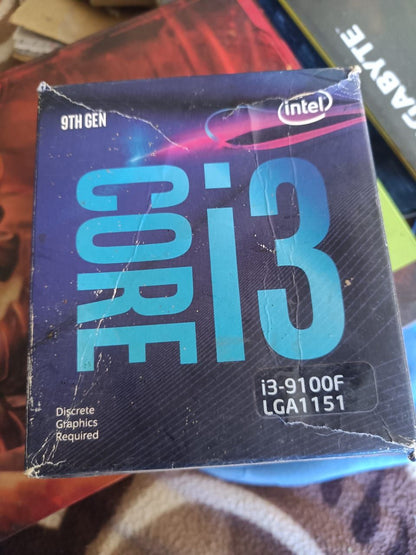 GABYTE
9TH GEN
intel
CORE
i3
i3-9100F
LGA1151
Discrete
Graphics
Required